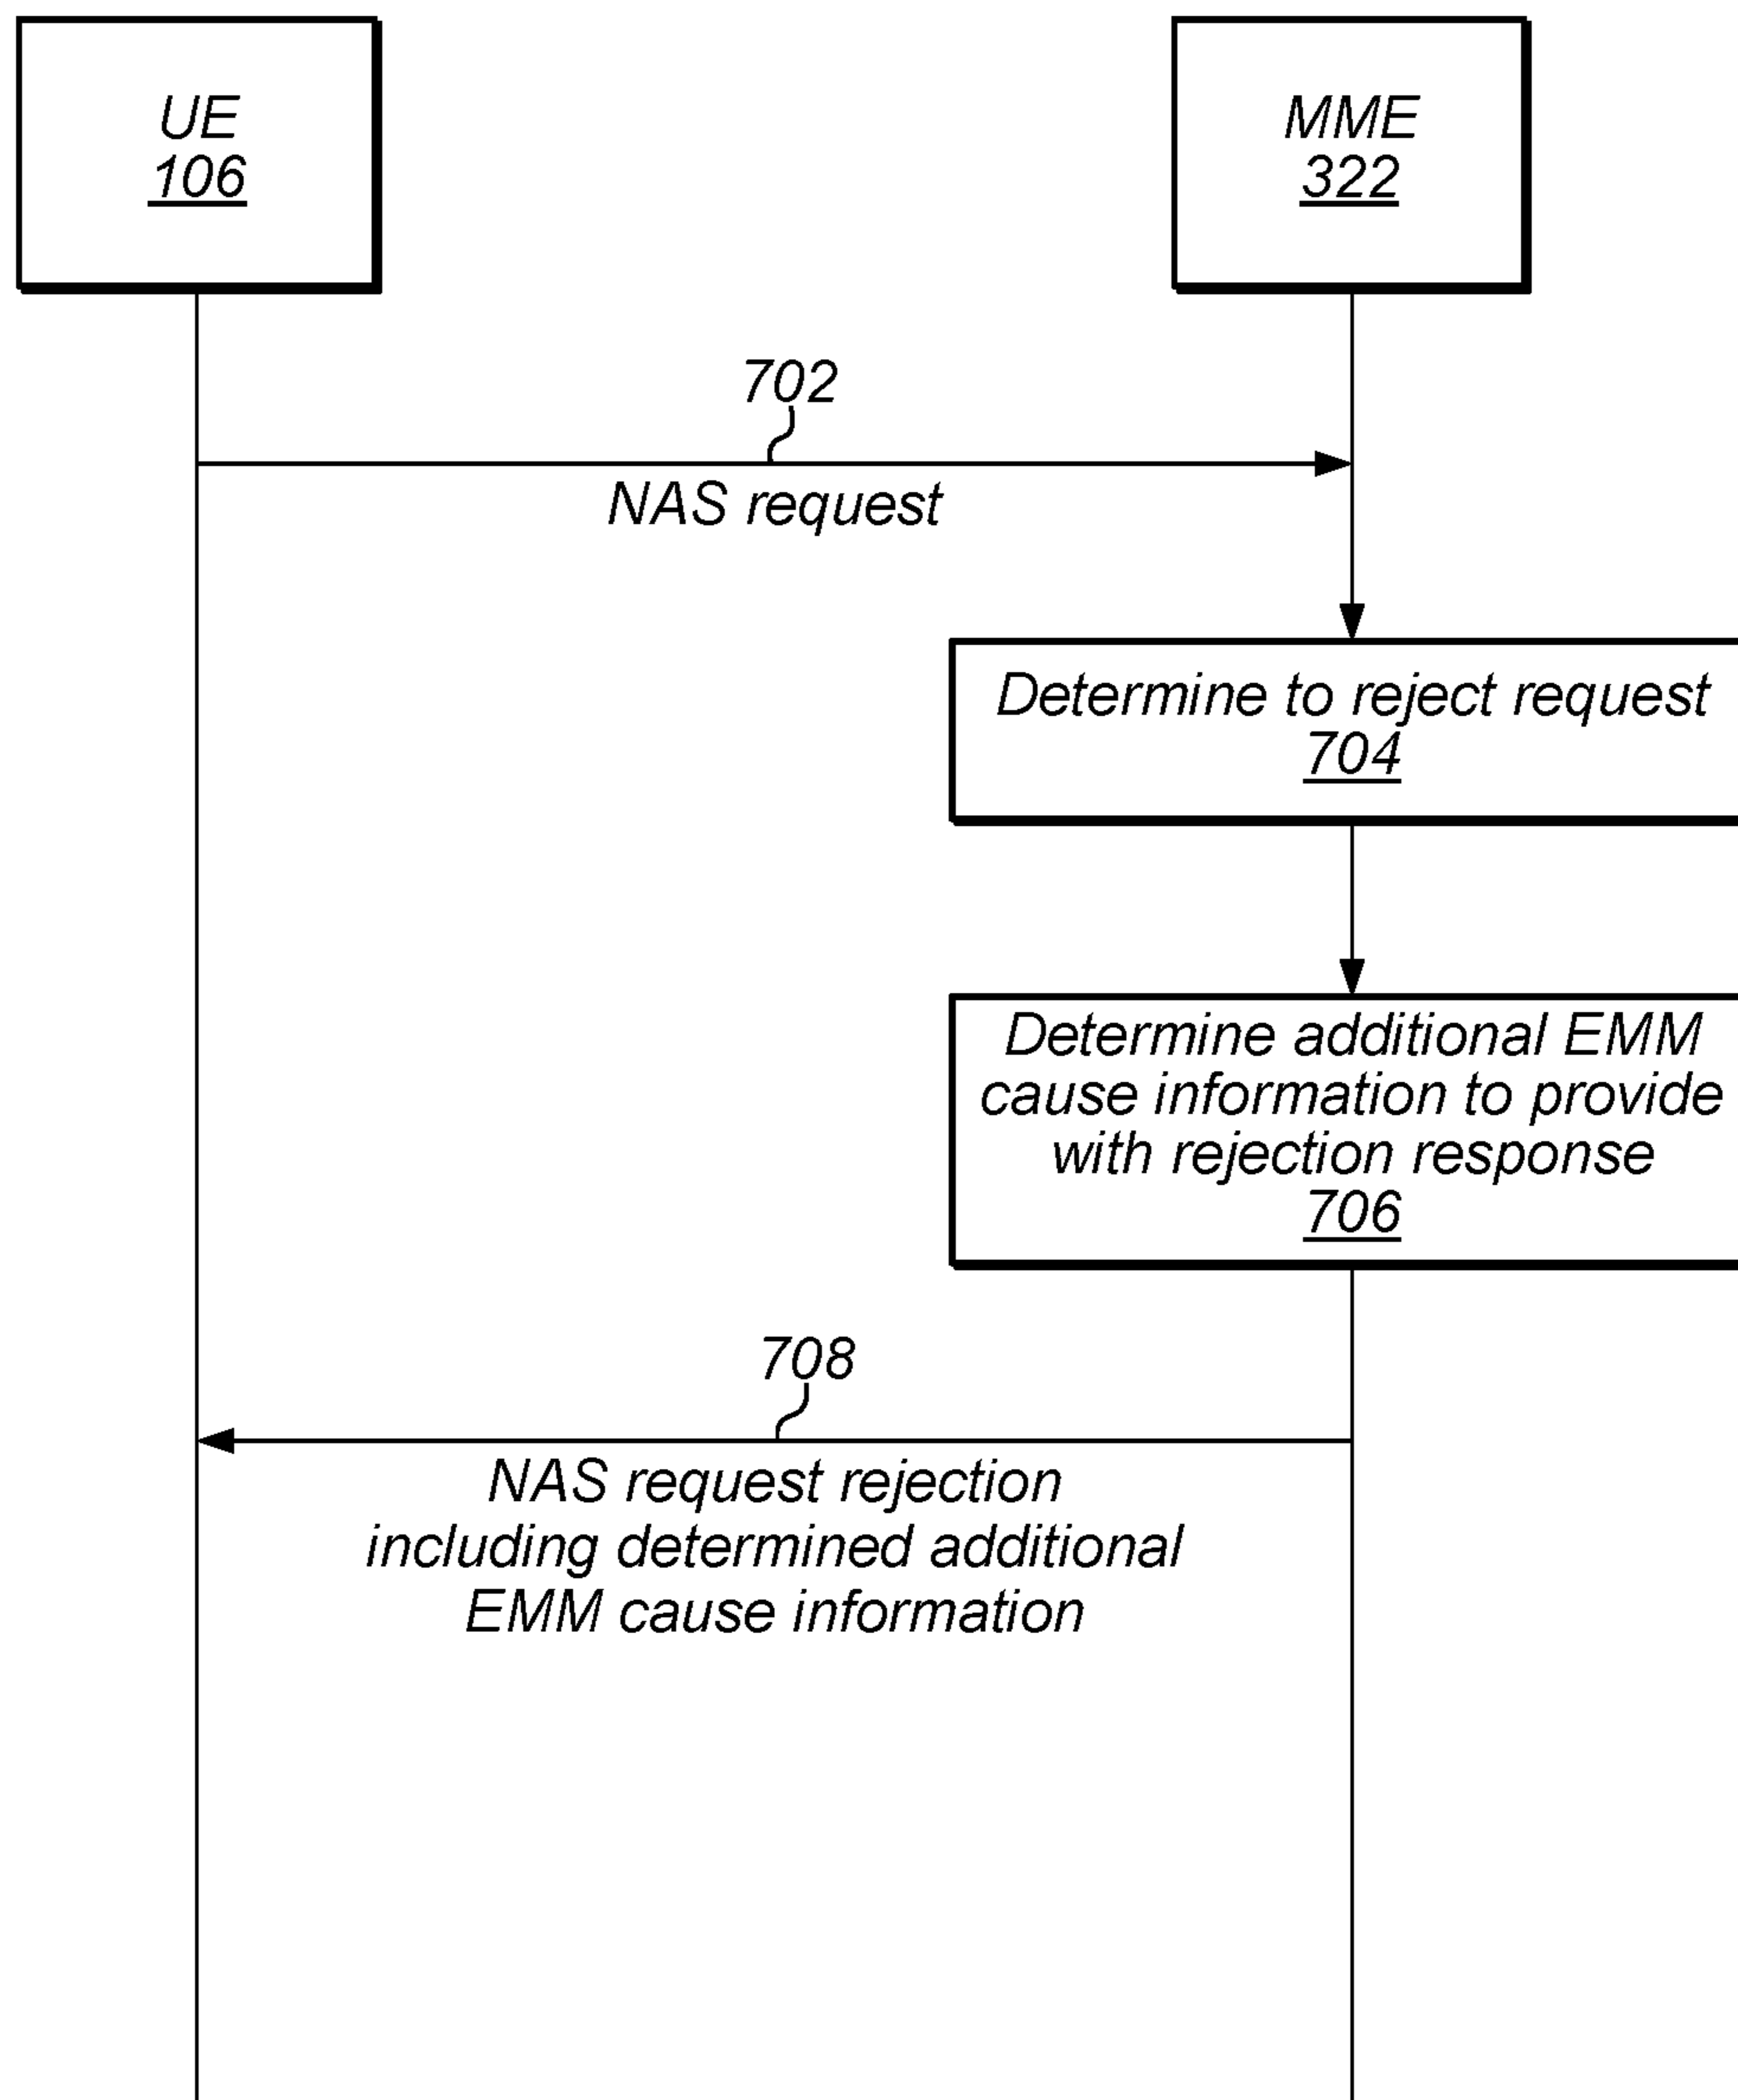 UE
106
MME
322
702
NAS request
Determine to reject request
704
Determine additional EMM
cause information to provide
with rejection response
706
708
NAS request rejection
including determined additional
EMM cause information